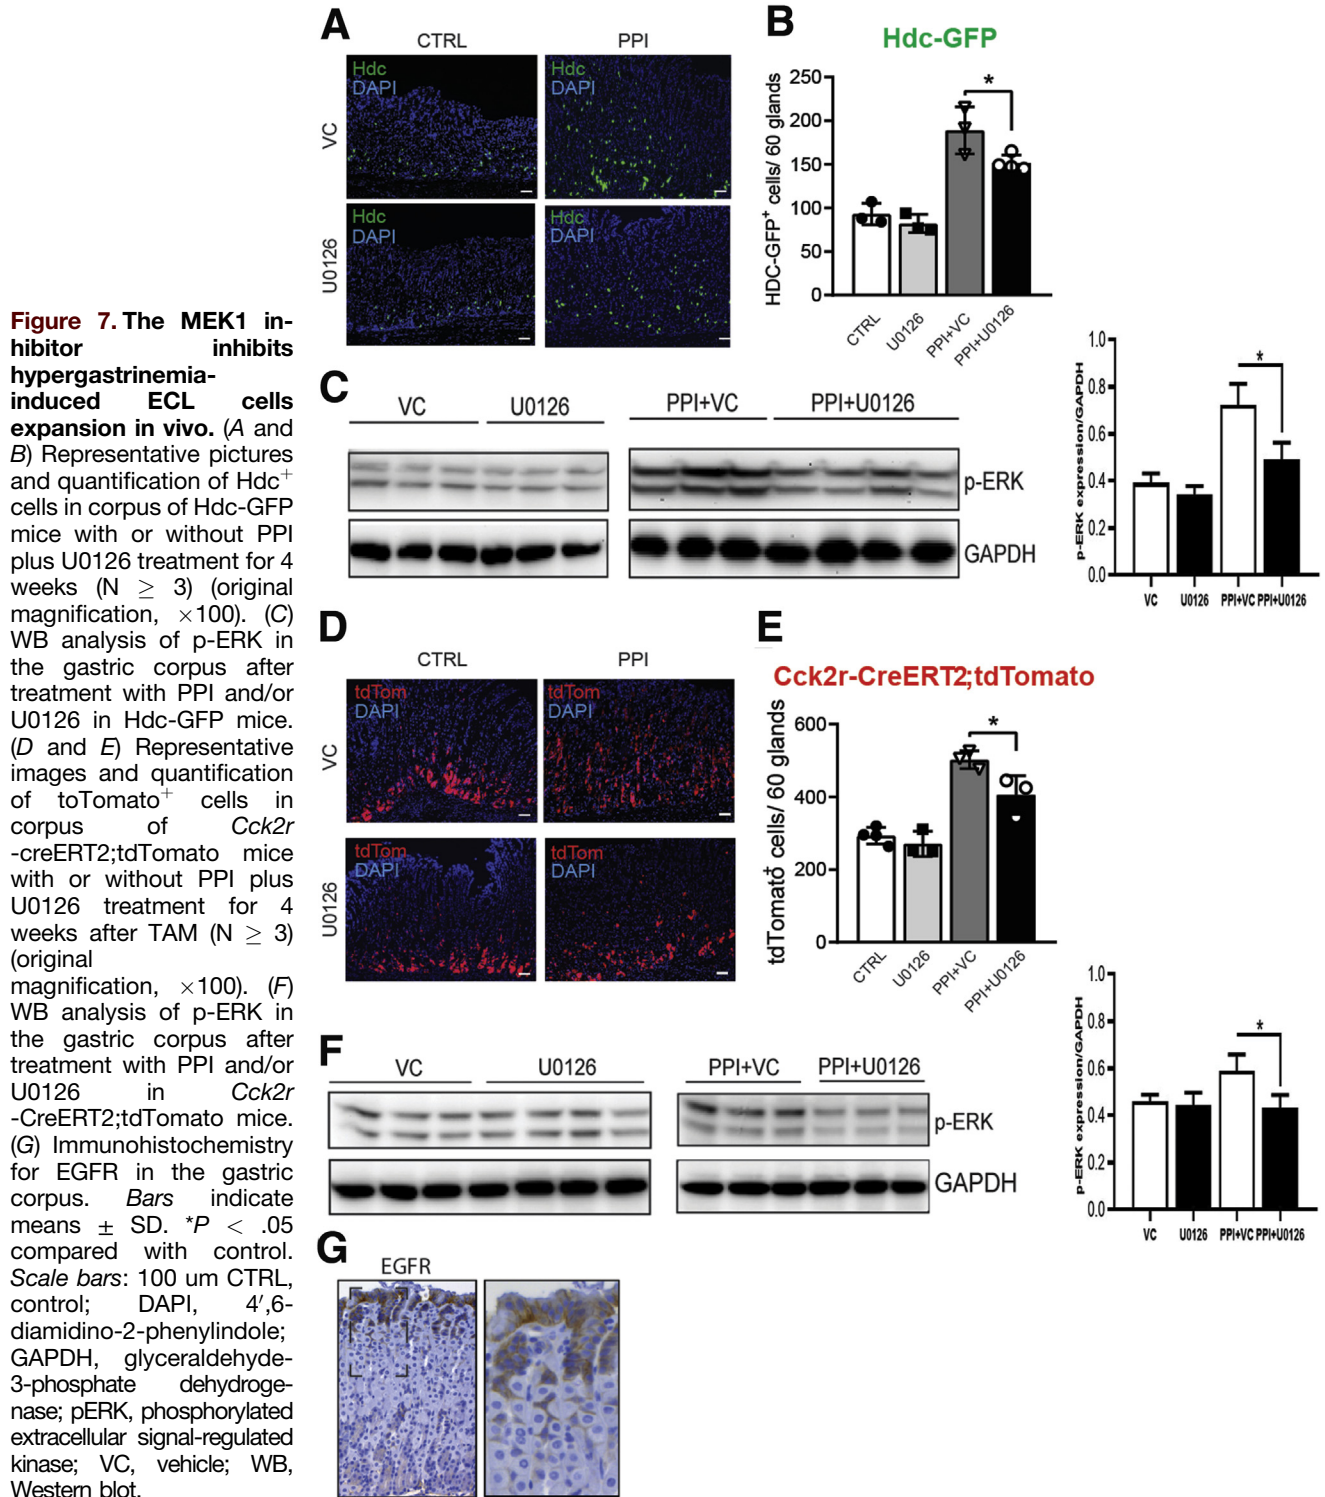 Figure 7. The MEK1 in-
hibitor inhibits
hypergastrinemia-
induced ECL cells
expansion in vivo. (A and
B) Representative pictures
and quantification of Hdc+
cells in corpus of Hdc-GFP
mice with or without PPI
plus U0126 treatment for 4
weeks (N ≥ 3) (original
magnification, ×100). (C)
WB analysis of p-ERK in
the gastric corpus after
treatment with PPI and/or
U0126 in Hdc-GFP mice.
(D and E) Representative
images and quantification
of toTomato+ cells in
corpus of Cck2r
-creERT2;tdTomato mice
with or without PPI plus
U0126 treatment for 4
weeks after TAM (N ≥ 3)
(original
magnification, ×100). (F)
WB analysis of p-ERK in
the gastric corpus after
treatment with PPI and/or
U0126 in Cck2r
-CreERT2;tdTomato mice.
(G) Immunohistochemistry
for EGFR in the gastric
corpus. Bars indicate
means ± SD. *P < .05
compared with control.
Scale bars: 100 um CTRL,
control; DAPI, 4′,6-
diamidino-2-phenylindole;
GAPDH, glyceraldehyde-
3-phosphate dehydroge-
nase; pERK, phosphorylated
extracellular signal-regulated
kinase; VC, vehicle; WB,
Western blot.
A
CTRL PPI
VC
Hdc
DAPI
Hdc
DAPI
U0126
Hdc
DAPI
Hdc
DAPI
B
Hdc-GFP
HDC-GFP+ cells/ 60 glands
250
200
150
100
50
0
*
CTRL U0126 PPI+VC PPI+U0126
C
VC U0126 PPI+VC PPI+U0126
p-ERK
GAPDH
p-ERK expression/GAPDH
1.0
0.8
0.6
0.4
0.2
0.0
*
VC U0126 PPI+VC PPI+U0126
D
CTRL PPI
VC
tdTom
DAPI
tdTom
DAPI
U0126
tdTom
DAPI
tdTom
DAPI
E
Cck2r-CreERT2;tdTomato
tdTomato+ cells/ 60 glands
600
400
200
0
*
CTRL U0126 PPI+VC PPI+U0126
F
VC U0126 PPI+VC PPI+U0126
p-ERK
GAPDH
p-ERK expression/GAPDH
1.0
0.8
0.6
0.4
0.2
0.0
*
VC U0126 PPI+VC PPI+U0126
G
EGFR